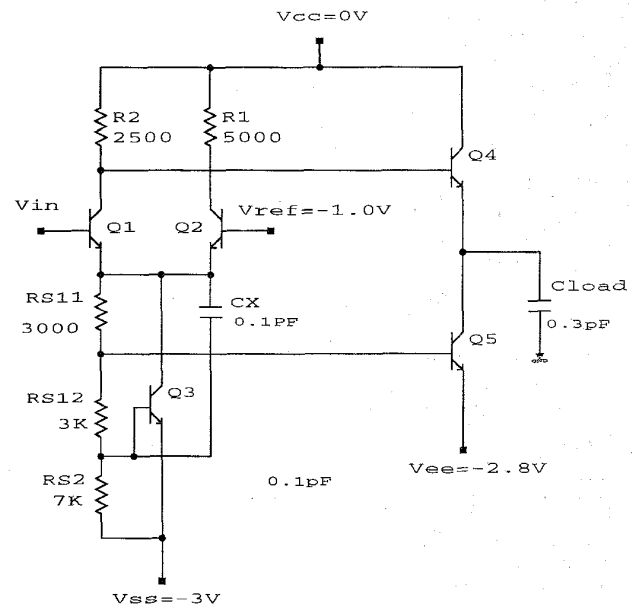 Vcc=0V
R2
2500
R1
5000
Q4
Vin
Q1
Q2
Vref=-1.0V
RS11
3000
CX
0.1PF
Cload
0.3pF
Q5
RS12
3K
Q3
RS2
7K
0.1pF
Vee=-2.8V
Vss=-3V